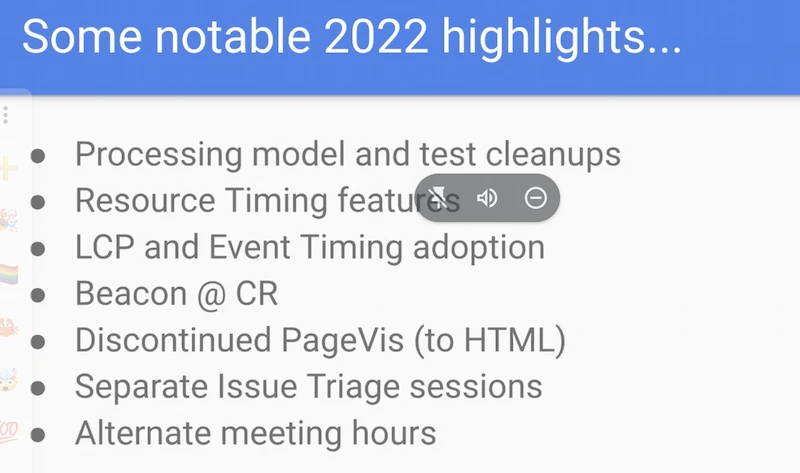 Some notable 2022 highlights...
● Processing model and test cleanups
● Resource Timing features
● LCP and Event Timing adoption
● Beacon @ CR
● Discontinued PageVis (to HTML)
● Separate Issue Triage sessions
● Alternate meeting hours